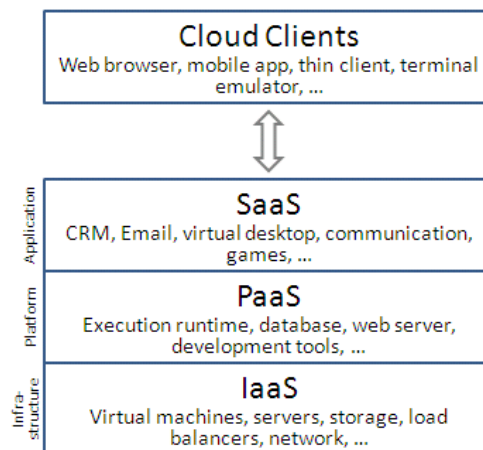 Cloud Clients
Web browser, mobile app, thin client, terminal
emulator, ...
Application
SaaS
CRM, Email, virtual desktop, communication,
games, ...
Platform
PaaS
Execution runtime, database, web server,
development tools, ...
Infra-
structure
IaaS
Virtual machines, servers, storage, load
balancers, network, ...